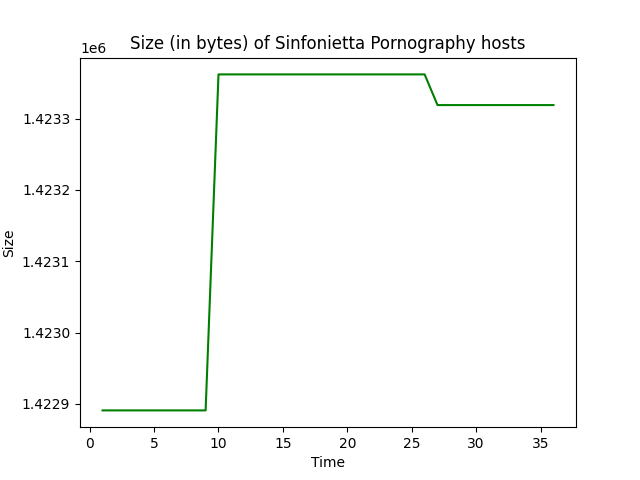 Size (in bytes) of Sinfonietta Pornography hosts
1e6
1.4233
1.4232
1.4231
1.4230
1.4229
Size
0 5 10 15 20 25 30 35
Time